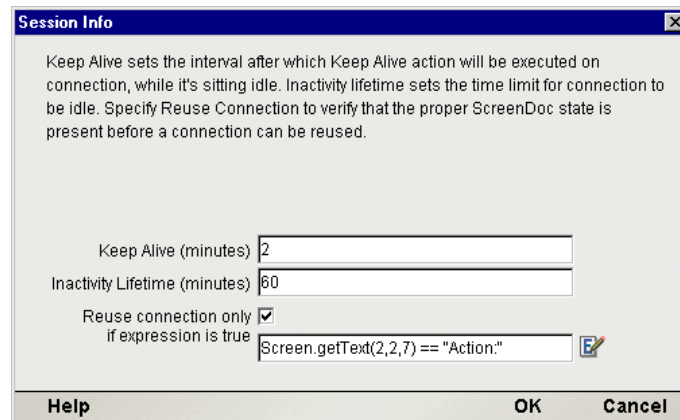 Session Info
Keep Alive sets the interval after which Keep Alive action will be executed on
connection, while it's sitting idle. Inactivity lifetime sets the time limit for connection to
be idle. Specify Reuse Connection to verify that the proper ScreenDoc state is
present before a connection can be reused.
Keep Alive (minutes) 2
Inactivity Lifetime (minutes) 60
Reuse connection only
if expression is true
Screen.getText(2,2,7) == "Action:"
Help OK Cancel